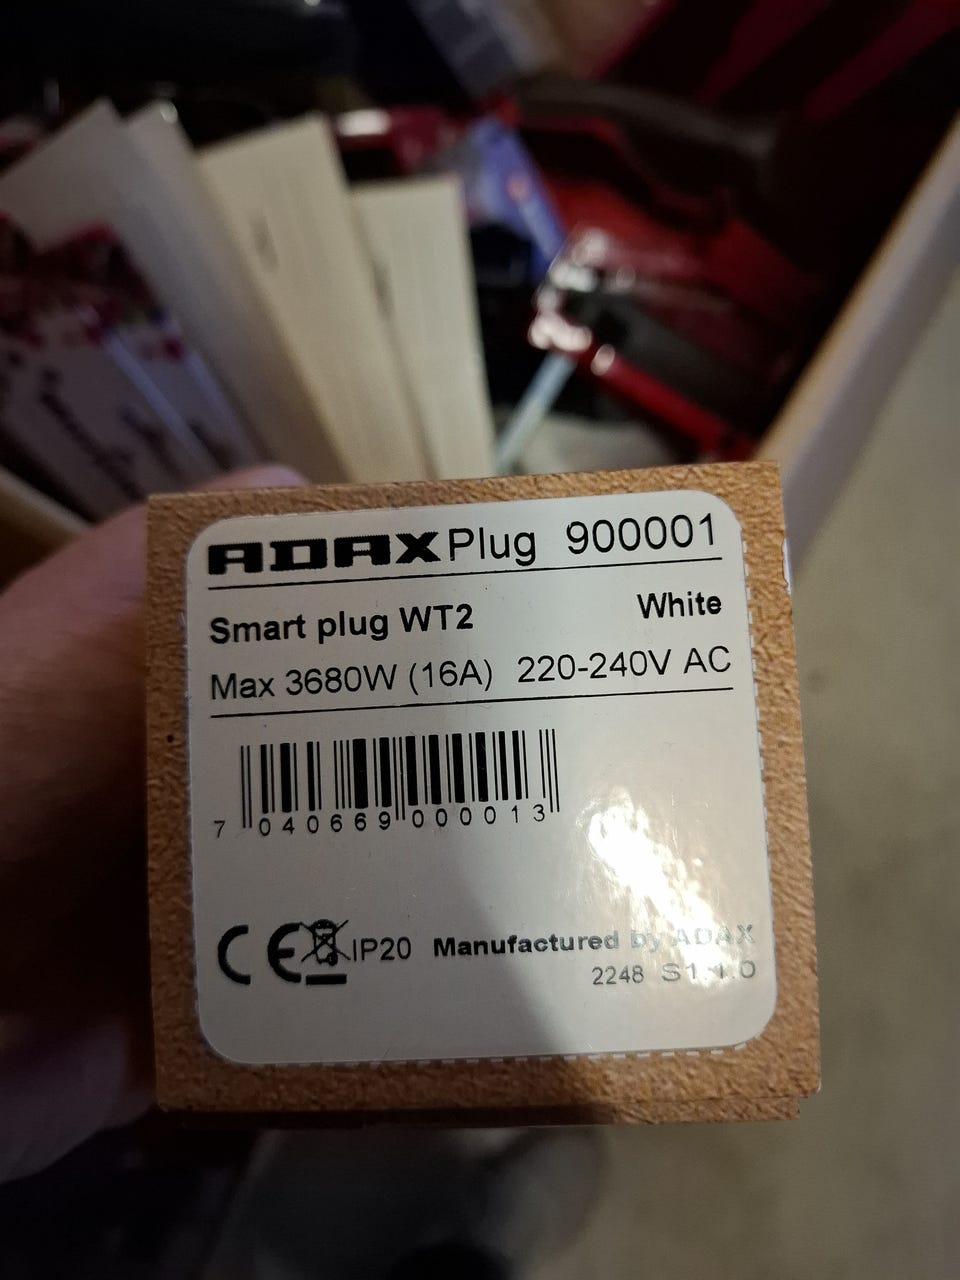 ADAX Plug 900001
Smart plug WT2 White
Max 3680W (16A) 220-240V AC
7 040669 000013
CE IP20 Manufactured by ADAX
2248 S1.1.0